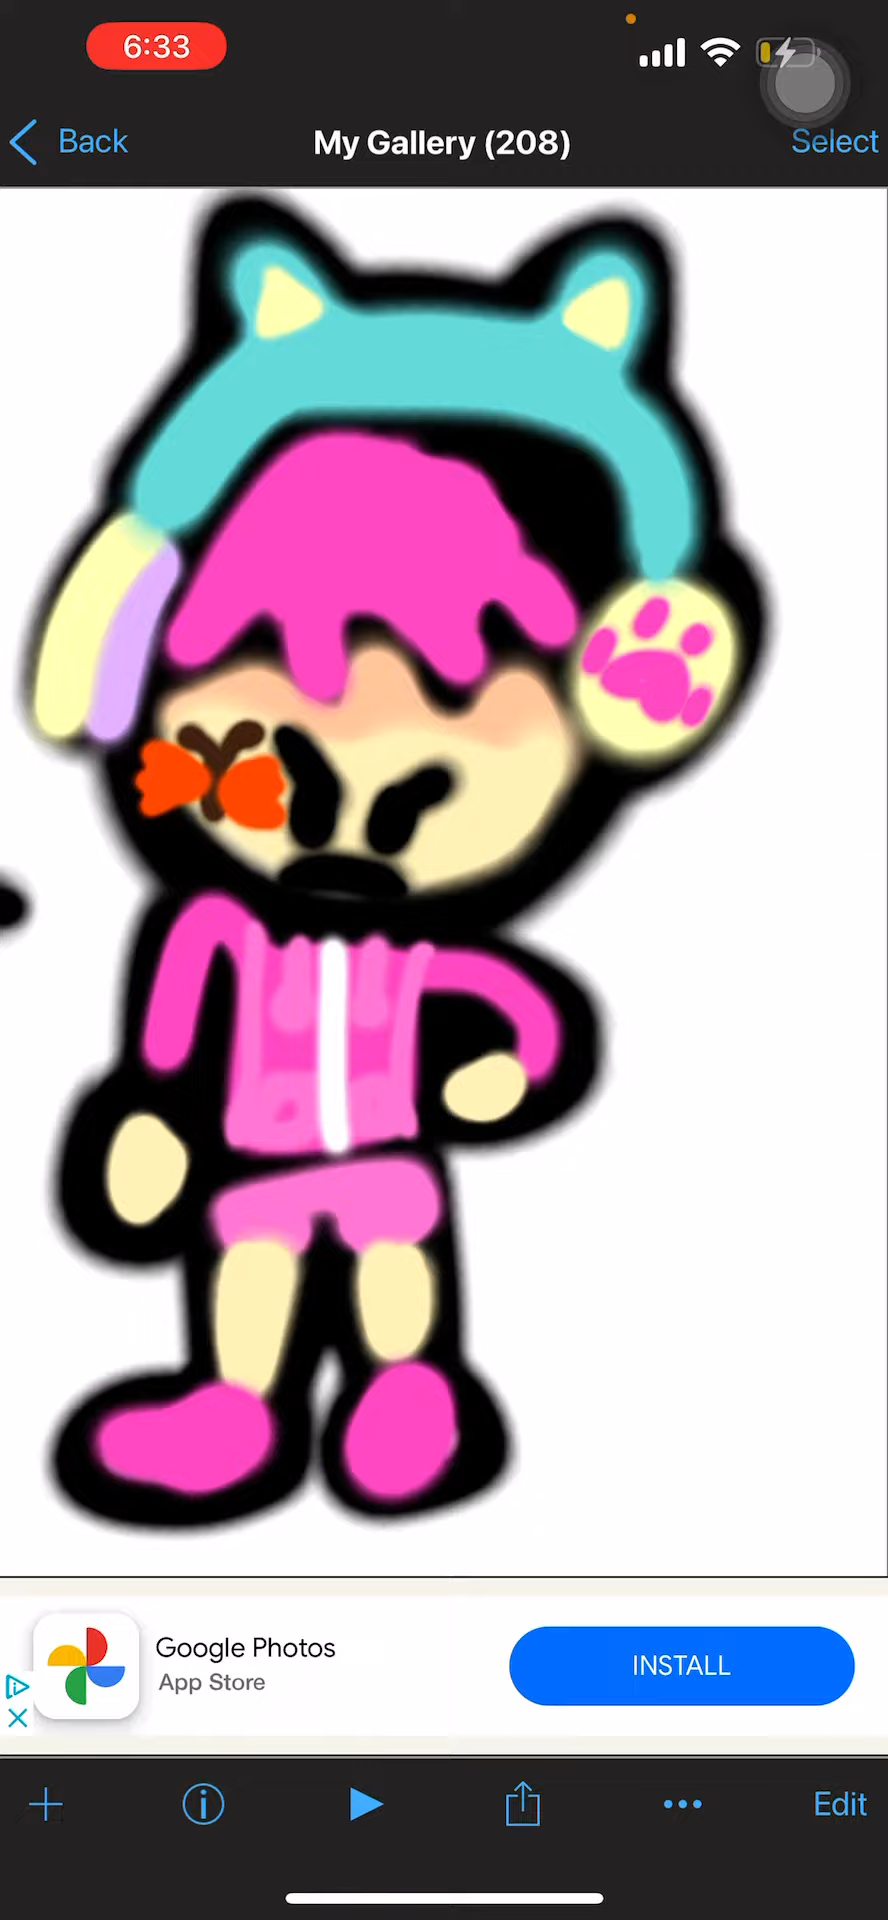 6:33
Back
My Gallery (208)
Select
Google Photos
App Store
INSTALL
Edit